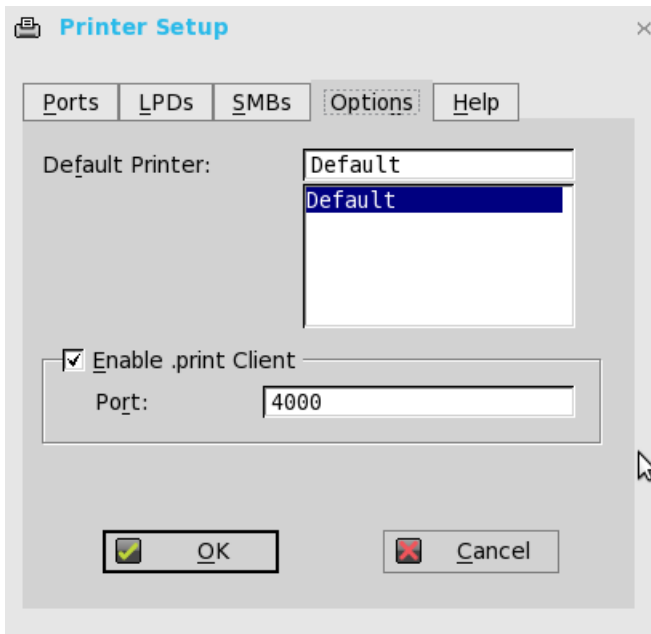 Printer Setup
Ports LPDs SMBs Options Help
Default Printer: Default
Default
Enable .print Client
Port: 4000
OK Cancel